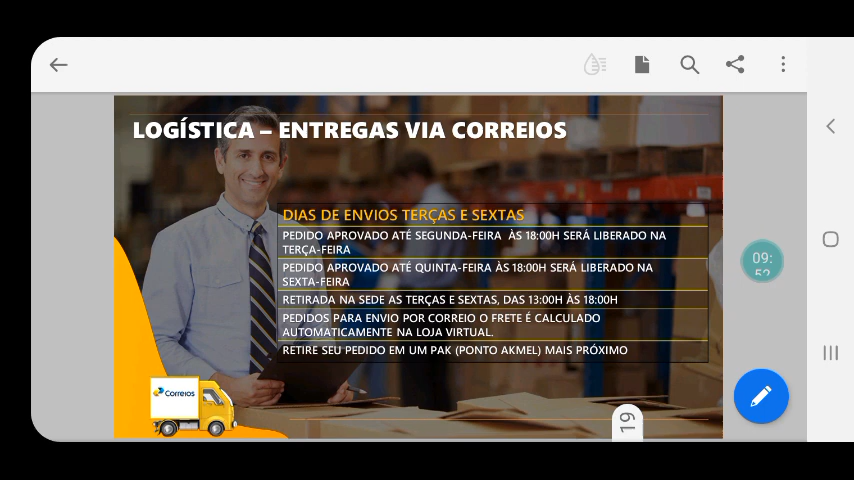 LOGÍSTICA – ENTREGAS VIA CORREIOS
DIAS DE ENVIOS TERÇAS E SEXTAS
PEDIDO APROVADO ATÉ SEGUNDA-FEIRA ÀS 18:00H SERÁ LIBERADO NA
TERÇA-FEIRA
PEDIDO APROVADO ATÉ QUINTA-FEIRA ÀS 18:00H SERÁ LIBERADO NA
SEXTA-FEIRA
RETIRADA NA SEDE AS TERÇAS E SEXTAS, DAS 13:00H ÀS 18:00H
PEDIDOS PARA ENVIO POR CORREIO O FRETE É CALCULADO
AUTOMATICAMENTE NA LOJA VIRTUAL.
RETIRE SEU PEDIDO EM UM PAK (PONTO AKMEL) MAIS PRÓXIMO
Correios
09:
52
19